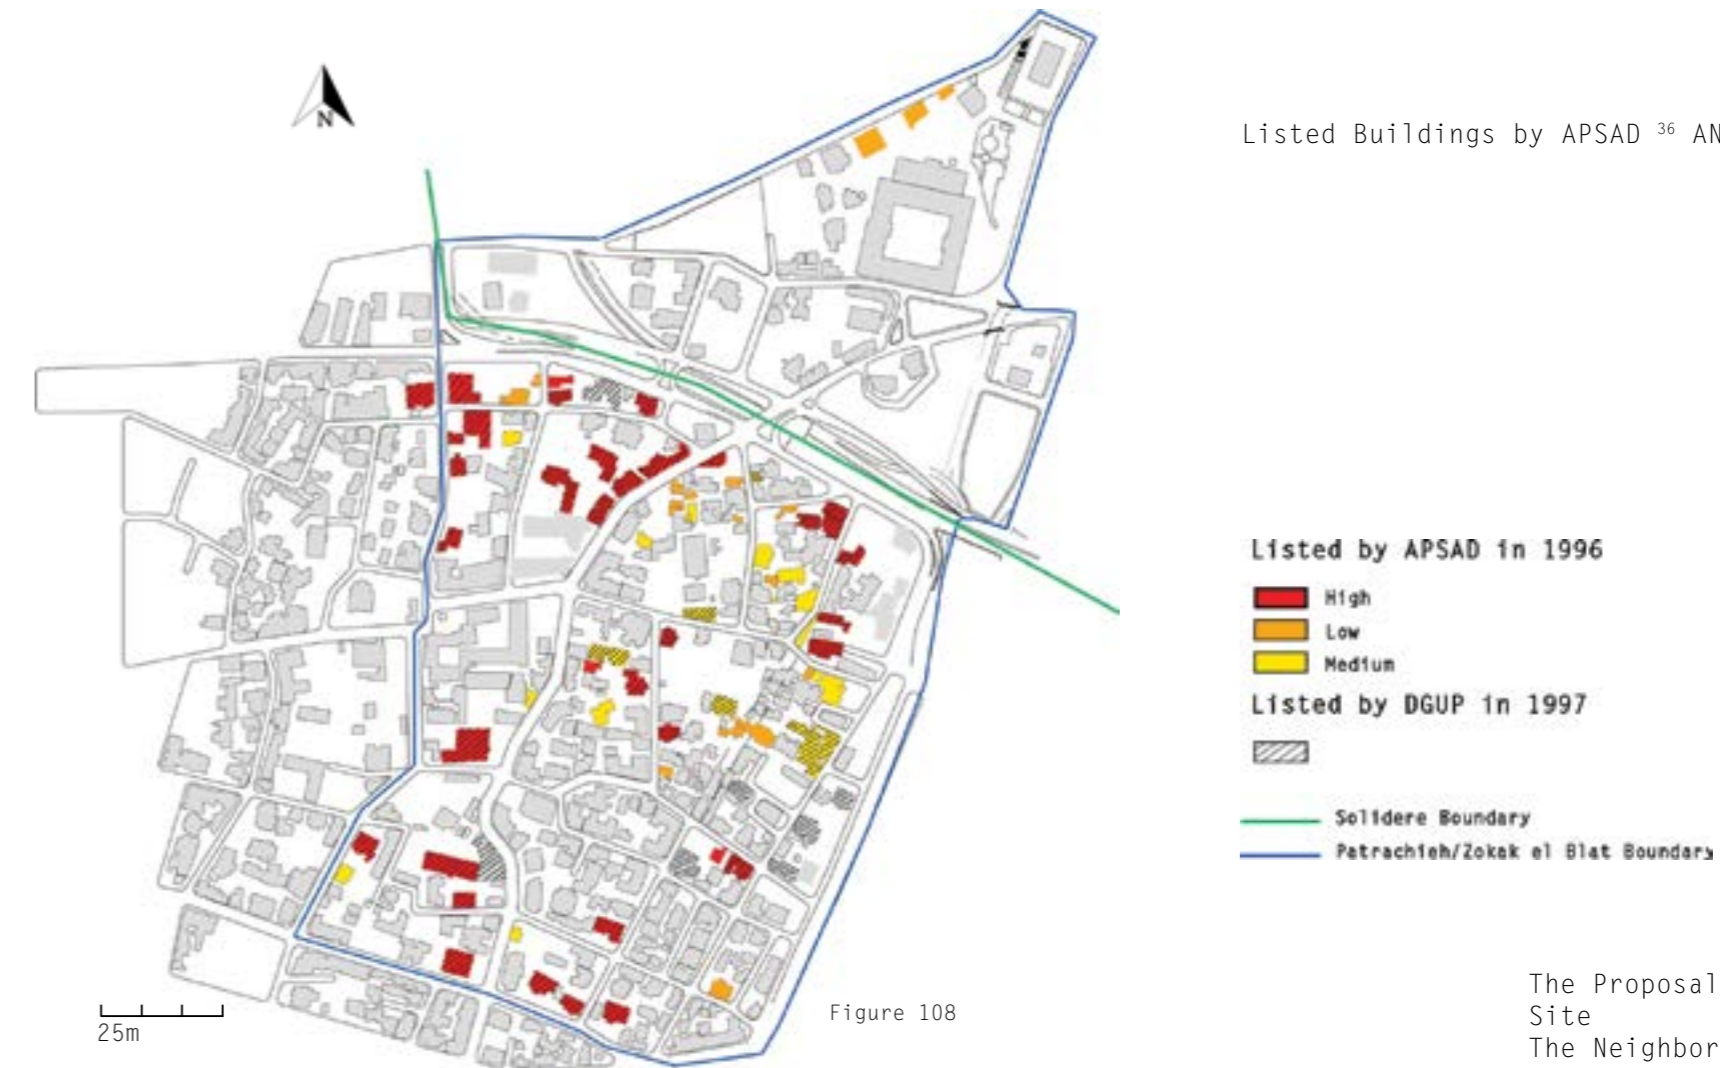 N
Listed Buildings by APSAD 36 AN
Listed by APSAD in 1996
High
Low
Medium
Listed by DGUP in 1997
Solidere Boundary
Patrachieh/Zokak el Blat Boundary
25m
Figure 108
The Proposal
Site
The Neighbor